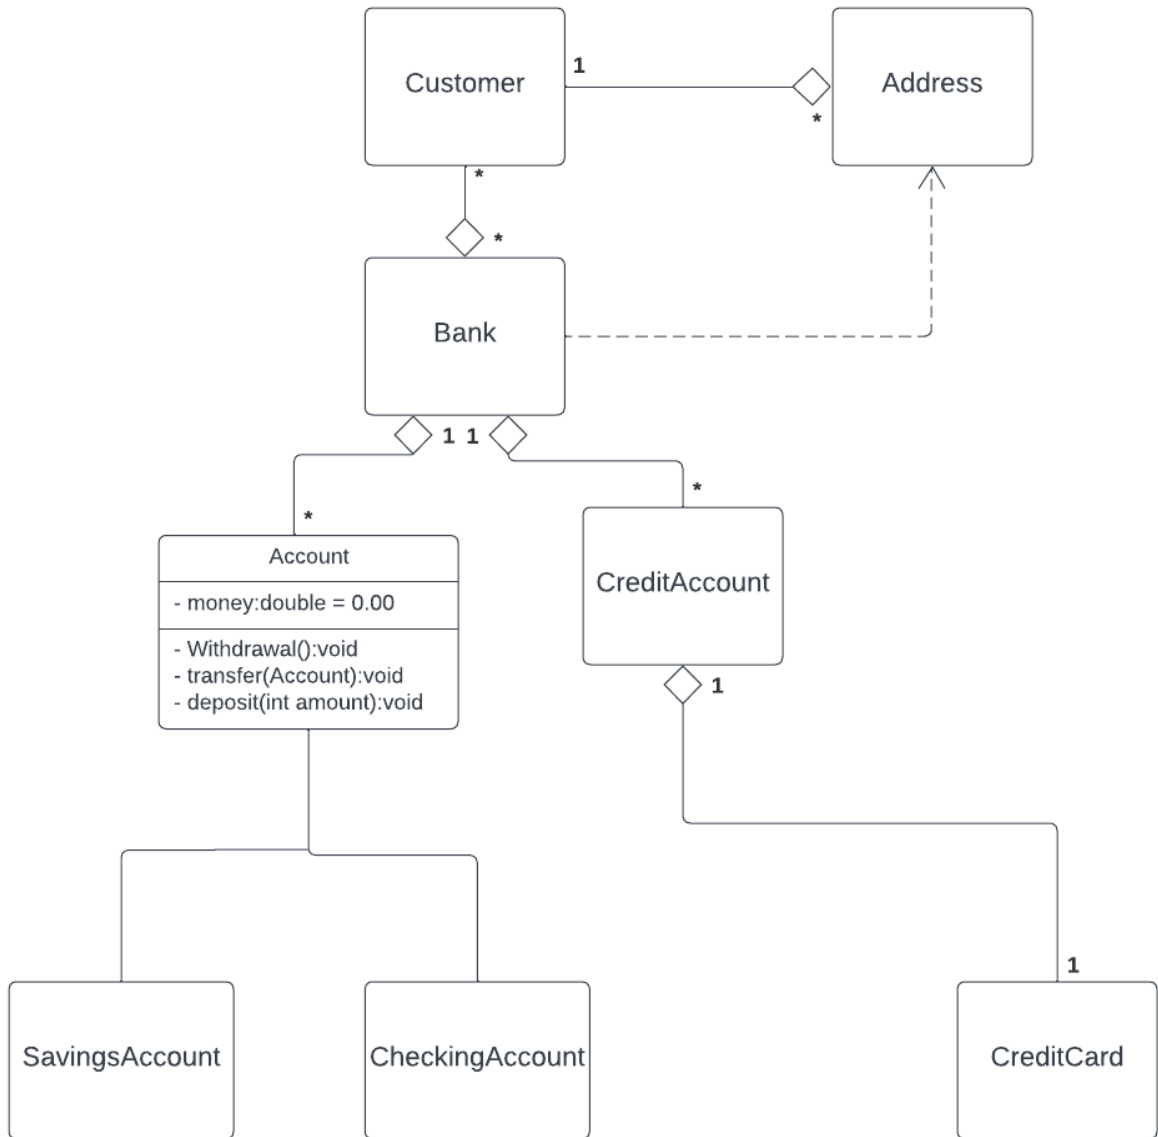 Customer
1
*
Address
*
*
Bank
1 1
*
*
Account
- money:double = 0.00
- Withdrawal():void
- transfer(Account):void
- deposit(int amount):void
CreditAccount
1
1
SavingsAccount
CheckingAccount
CreditCard